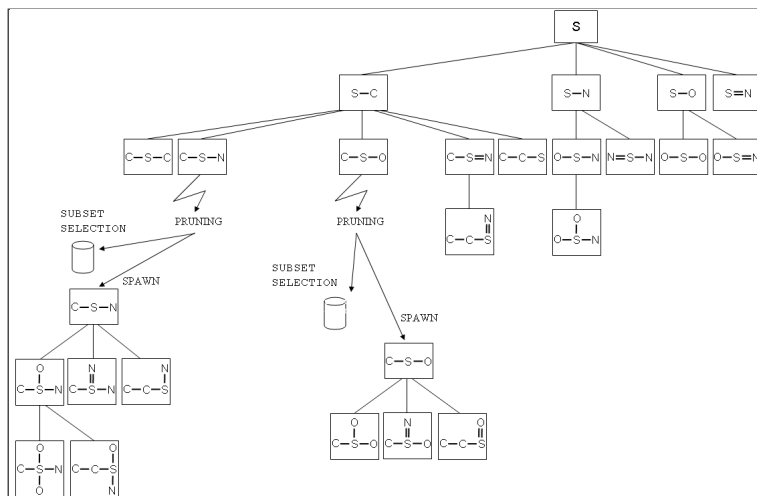 S
S-C
S-N
S-O
S=N
C-S-C
C-S-N
C-S-O
C-S=N
C-C-S
O-S-N
N=S-N
O-S-O
O-S=N
SUBSET
SELECTION
PRUNING
SPAWN
SUBSET
SELECTION
PRUNING
SPAWN
N
C-C-S
O
O-S-N
C-S-N
O
C-S-N
N
C-S-N
N
C-C-S
C-S-O
O
C-S-O
N
C-S-O
O
C-C-S
O
C-S-N
O
O
C-C-S
N